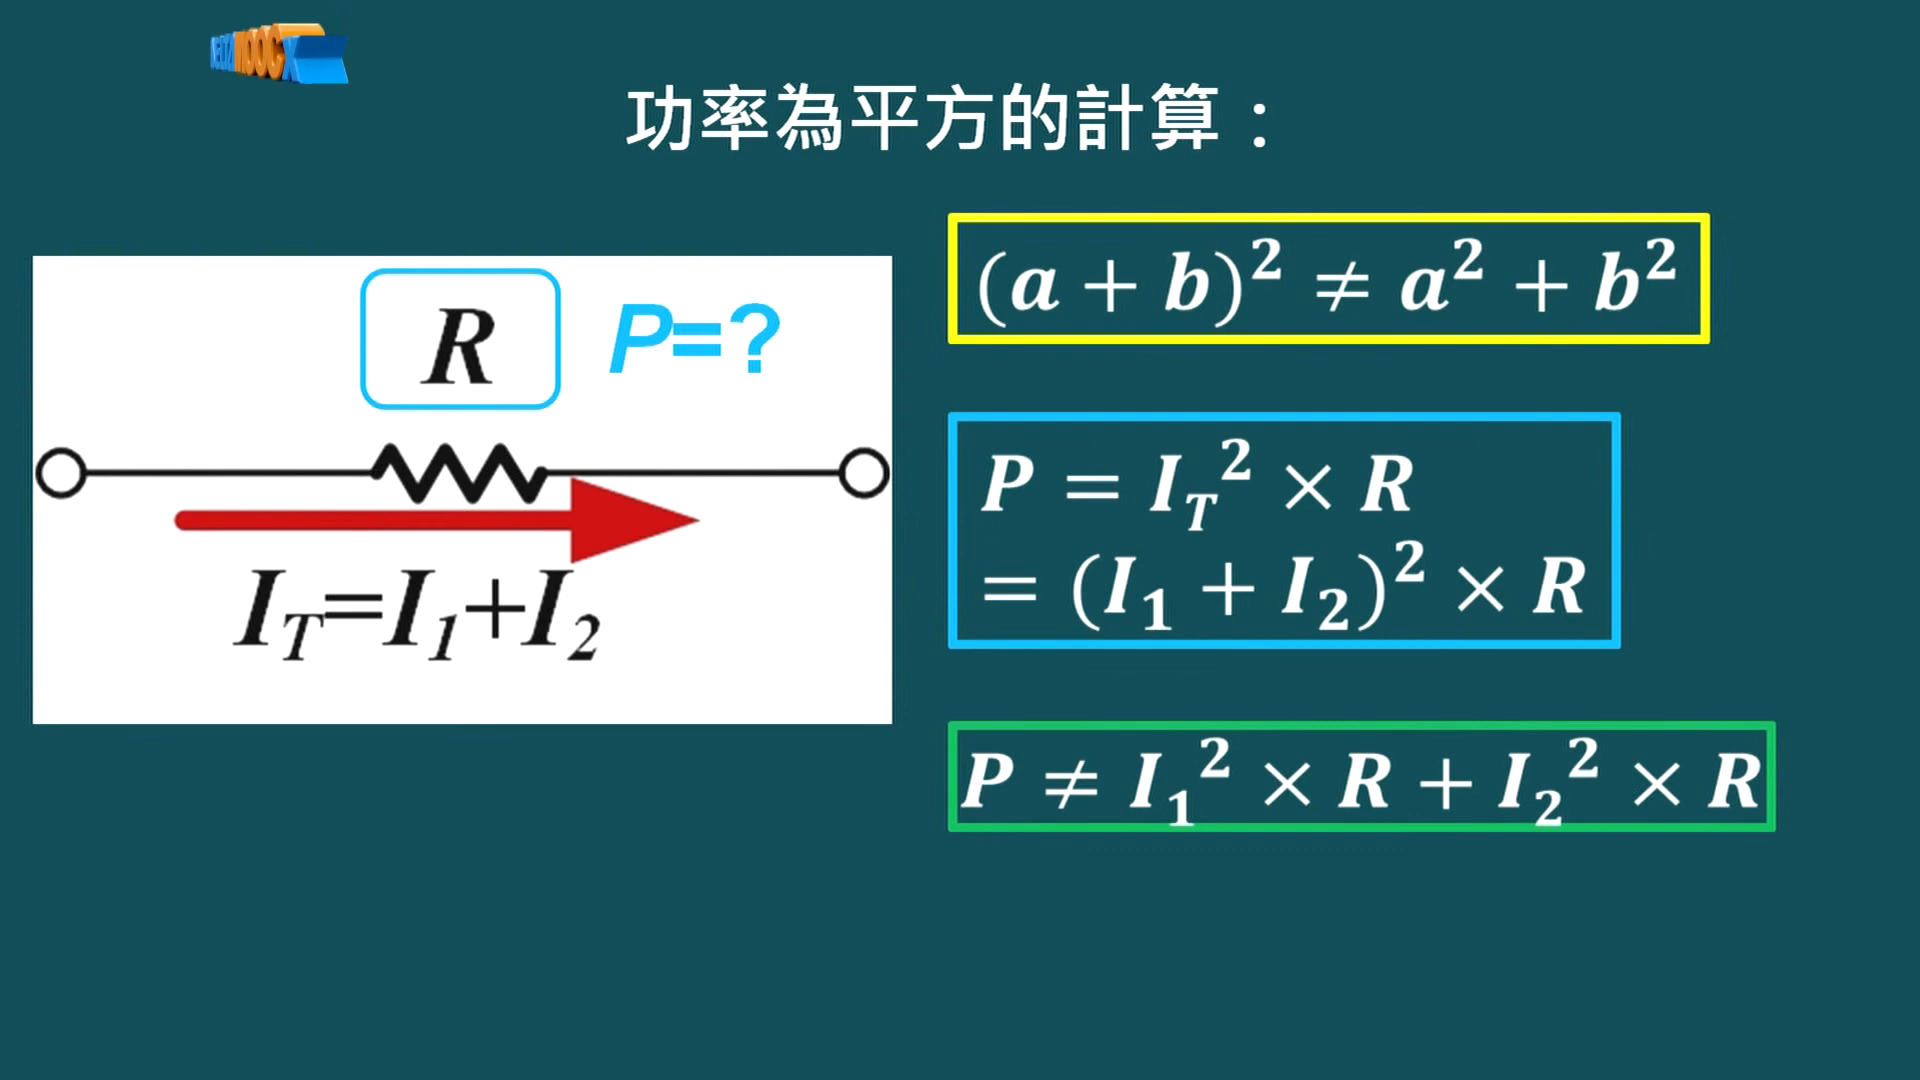 功率為平方的計算：
R P=?
I_T=I_1+I_2
(a + b)² ≠ a² + b²
P = I_T² × R
= (I_1 + I_2)² × R
P ≠ I_1² × R + I_2² × R